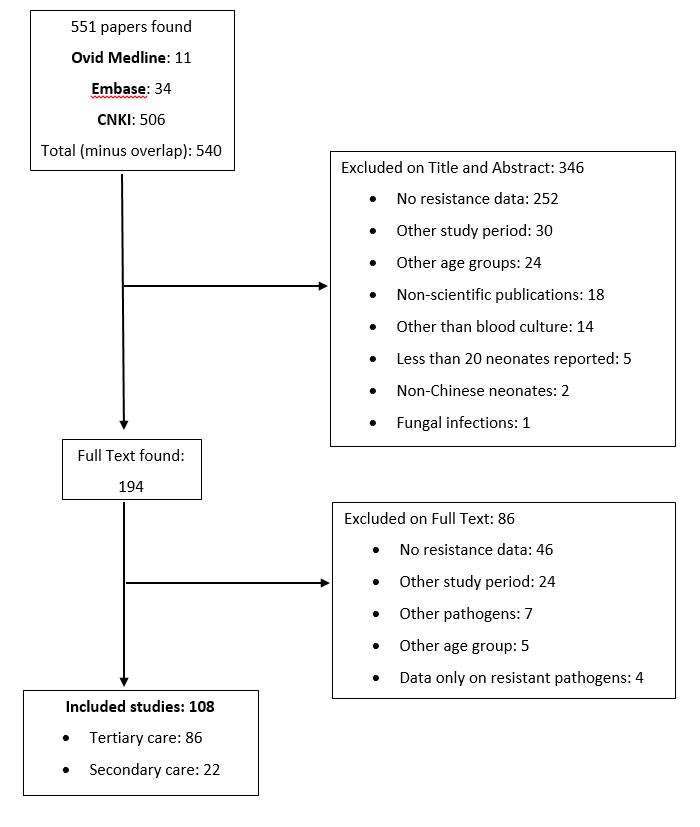 551 papers found
Ovid Medline: 11
Embase: 34
CNKI: 506
Total (minus overlap): 540
Excluded on Title and Abstract: 346
• No resistance data: 252
• Other study period: 30
• Other age groups: 24
• Non-scientific publications: 18
• Other than blood culture: 14
• Less than 20 neonates reported: 5
• Non-Chinese neonates: 2
• Fungal infections: 1
Full Text found:
194
Excluded on Full Text: 86
• No resistance data: 46
• Other study period: 24
• Other pathogens: 7
• Other age group: 5
• Data only on resistant pathogens: 4
Included studies: 108
• Tertiary care: 86
• Secondary care: 22